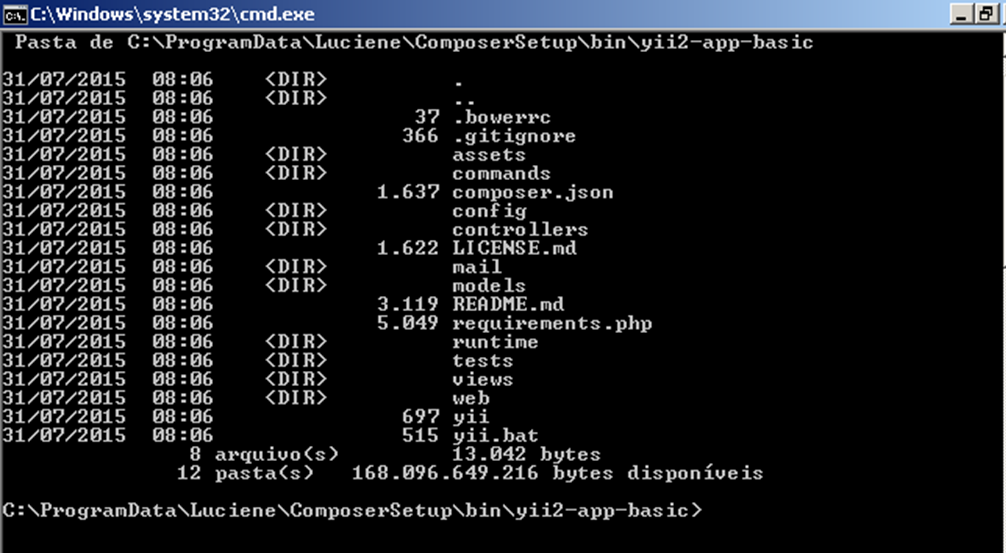 C:\Windows\system32\cmd.exe
Pasta de C:\ProgramData\Luciene\ComposerSetup\bin\yii2-app-basic
31/07/2015  08:06    <DIR>          .
31/07/2015  08:06    <DIR>          ..
31/07/2015  08:06                37 .bowerrc
31/07/2015  08:06               366 .gitignore
31/07/2015  08:06    <DIR>          assets
31/07/2015  08:06    <DIR>          commands
31/07/2015  08:06             1.637 composer.json
31/07/2015  08:06    <DIR>          config
31/07/2015  08:06    <DIR>          controllers
31/07/2015  08:06             1.622 LICENSE.md
31/07/2015  08:06    <DIR>          mail
31/07/2015  08:06    <DIR>          models
31/07/2015  08:06             3.119 README.md
31/07/2015  08:06             5.049 requirements.php
31/07/2015  08:06    <DIR>          runtime
31/07/2015  08:06    <DIR>          tests
31/07/2015  08:06    <DIR>          views
31/07/2015  08:06    <DIR>          web
31/07/2015  08:06               697 yii
31/07/2015  08:06               515 yii.bat
8 arquivo(s)         13.042 bytes
12 pasta(s)   168.096.649.216 bytes disponíveis
C:\ProgramData\Luciene\ComposerSetup\bin\yii2-app-basic>